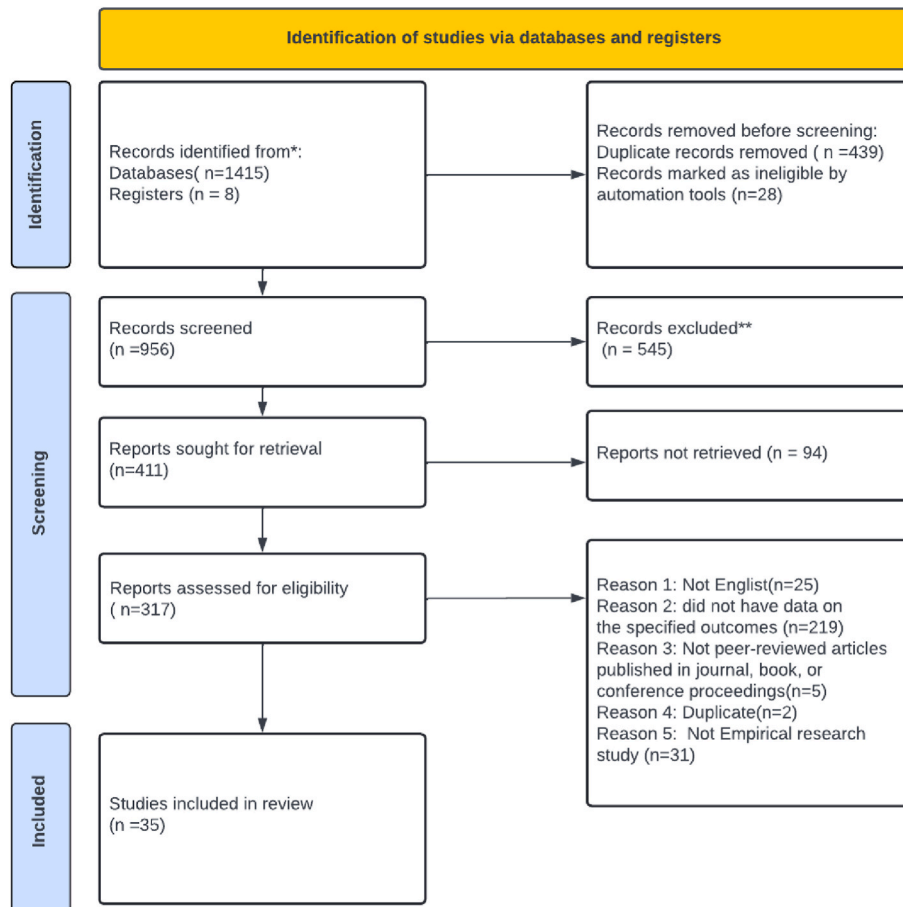 Identification of studies via databases and registers
Identification
Records identified from*:
Databases( n=1415)
Registers (n = 8)
Records removed before screening:
Duplicate records removed ( n =439)
Records marked as ineligible by
automation tools (n=28)
Screening
Records screened
(n =956)
Records excluded**
(n = 545)
Reports sought for retrieval
(n=411)
Reports not retrieved (n = 94)
Reports assessed for eligibility
( n=317)
Reason 1: Not Englist(n=25)
Reason 2: did not have data on
the specified outcomes (n=219)
Reason 3: Not peer-reviewed articles
published in journal, book, or
conference proceedings(n=5)
Reason 4: Duplicate(n=2)
Reason 5:  Not Empirical research
study (n=31)
Included
Studies included in review
(n =35)